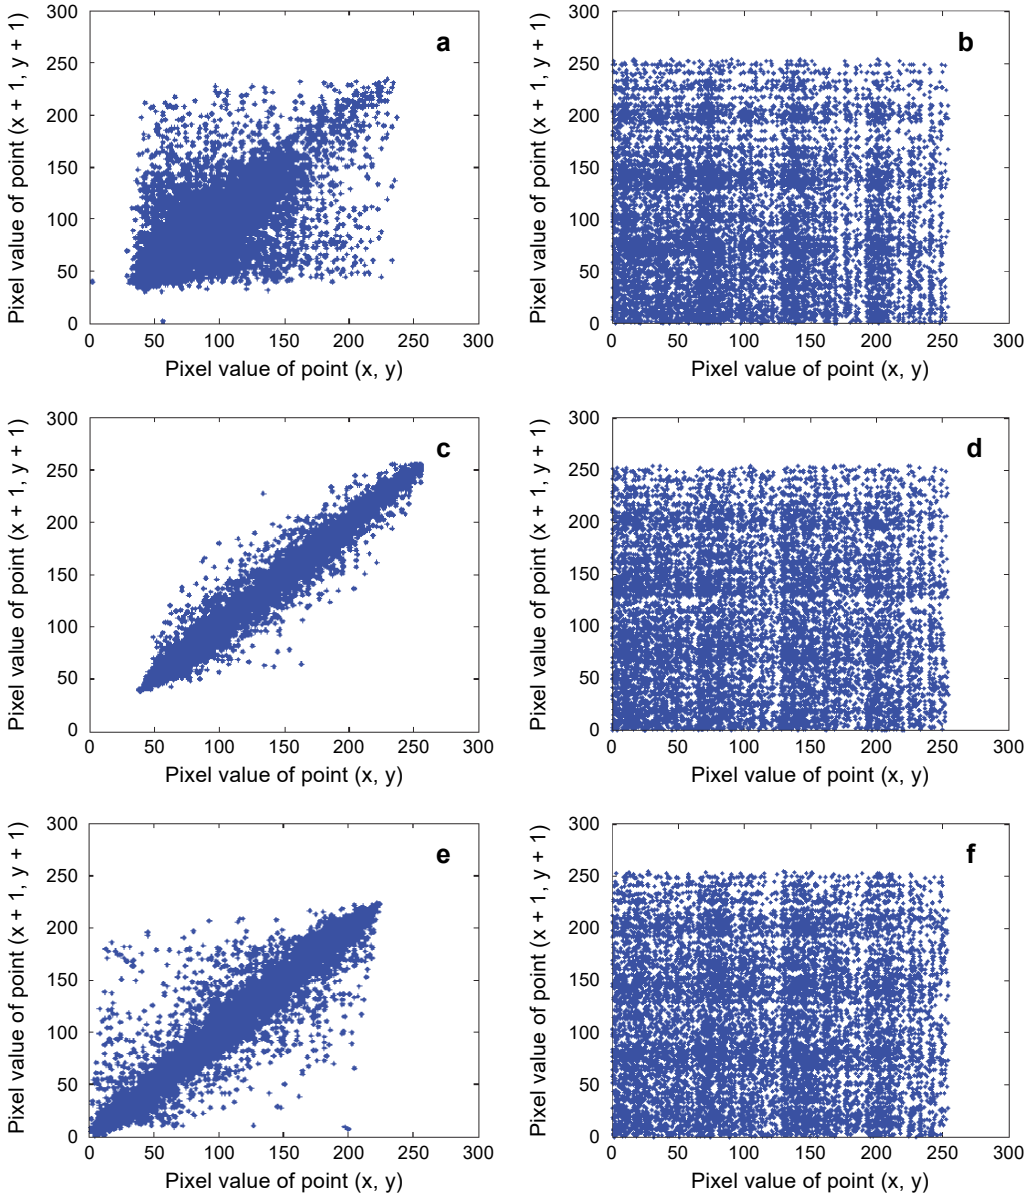 a
Pixel value of point (x + 1, y + 1)
300
250
200
150
100
50
0
0 50 100 150 200 250 300
Pixel value of point (x, y)
b
Pixel value of point (x + 1, y + 1)
300
250
200
150
100
50
0
0 50 100 150 200 250 300
Pixel value of point (x, y)
c
Pixel value of point (x + 1, y + 1)
300
250
200
150
100
50
0
0 50 100 150 200 250 300
Pixel value of point (x, y)
d
Pixel value of point (x + 1, y + 1)
300
250
200
150
100
50
0
0 50 100 150 200 250 300
Pixel value of point (x, y)
e
Pixel value of point (x + 1, y + 1)
300
250
200
150
100
50
0
0 50 100 150 200 250 300
Pixel value of point (x, y)
f
Pixel value of point (x + 1, y + 1)
300
250
200
150
100
50
0
0 50 100 150 200 250 300
Pixel value of point (x, y)